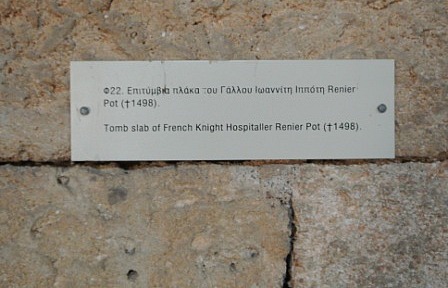 Φ22. Επιτύμβια πλάκα του Γάλλου Ιωαννίτη Ιππότη Renier
Pot (†1498).
Tomb slab of French Knight Hospitaller Renier Pot (†1498).